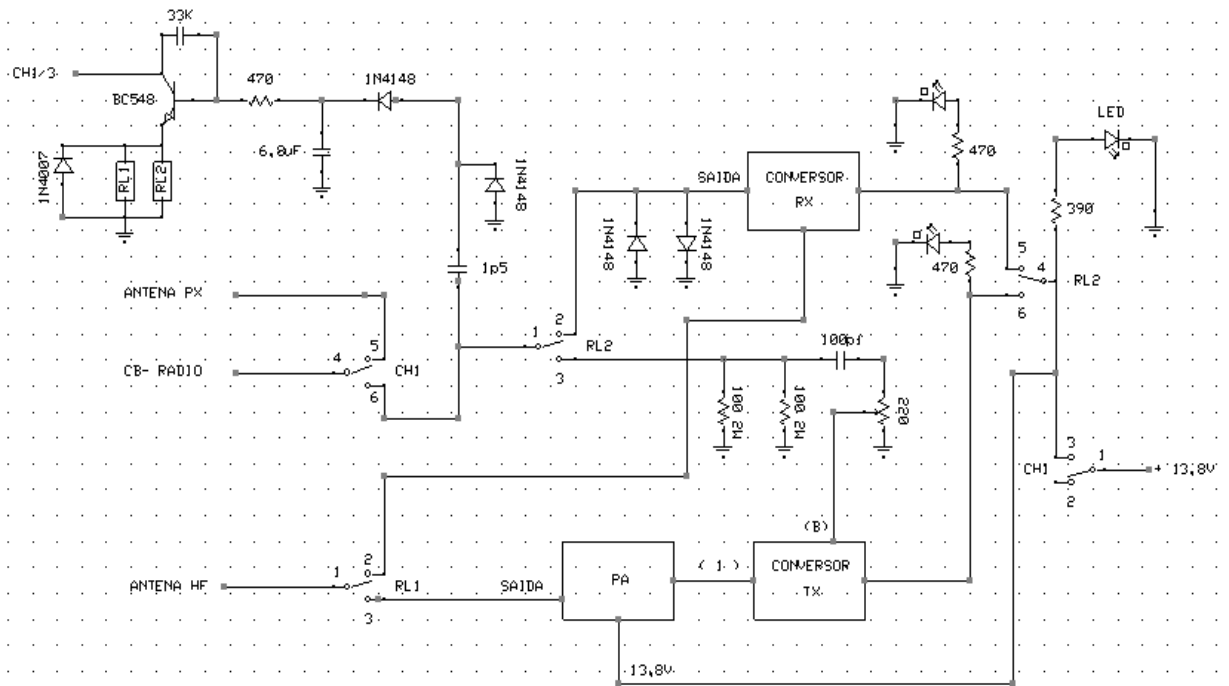 33K
CH1/3
BC548
470
1N4148
6.8uF
1N4007
RL1
RL2
1N4148
1p5
ANTENA PX
CB- RADIO
4
5
6
CH1
SAIDA
CONVERSOR
RX
1N4148
1N4148
1
2
3
RL2
470
470
LED
390
5
4
6
RL2
100pf
100 2W
100 2W
220
3
1
2
CH1
+ 13.8V
(B)
ANTENA HF
1
2
3
RL1
SAIDA
PA
( 1 )
CONVERSOR
TX
13.8V